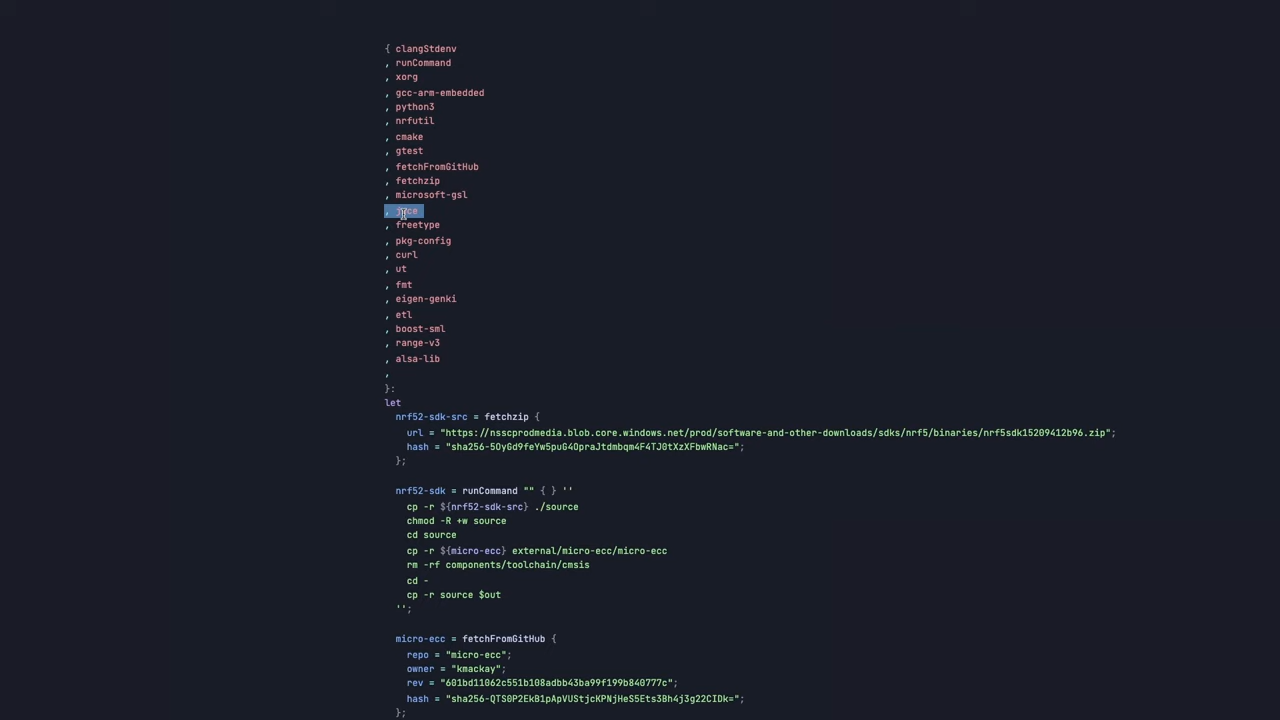 { clangStdenv
, runCommand
, xorg
, gcc-arm-embedded
, python3
, nrfutil
, cmake
, gtest
, fetchFromGitHub
, fetchzip
, microsoft-gsl
,
, freetype
, pkg-config
, curl
, ut
, fmt
, eigen-genki
, etl
, boost-sml
, range-v3
, alsa-lib
,
}:
let
nrf52-sdk-src = fetchzip {
url = "https://nsscprodmedia.blob.core.windows.net/prod/software-and-other-downloads/sdks/nrf5/binaries/nrf5sdk15209412b96.zip";
hash = "sha256-5OyGd9feYw5puG4OpraJtdmbqm4F4TJ0tXzXFbwRNac=";
};
nrf52-sdk = runCommand "" { } ''
cp -r ${nrf52-sdk-src} ./source
chmod -R +w source
cd source
cp -r ${micro-ecc} external/micro-ecc/micro-ecc
rm -rf components/toolchain/cmsis
cd -
cp -r source $out
'';
micro-ecc = fetchFromGitHub {
repo = "micro-ecc";
owner = "kmackay";
rev = "601bd11062c551b108adbb43ba99f199b840777c";
hash = "sha256-QTS0P2EkB1pApVUStjcKPNjHeS5Ets3Bh4j3g22CIDk=";
};